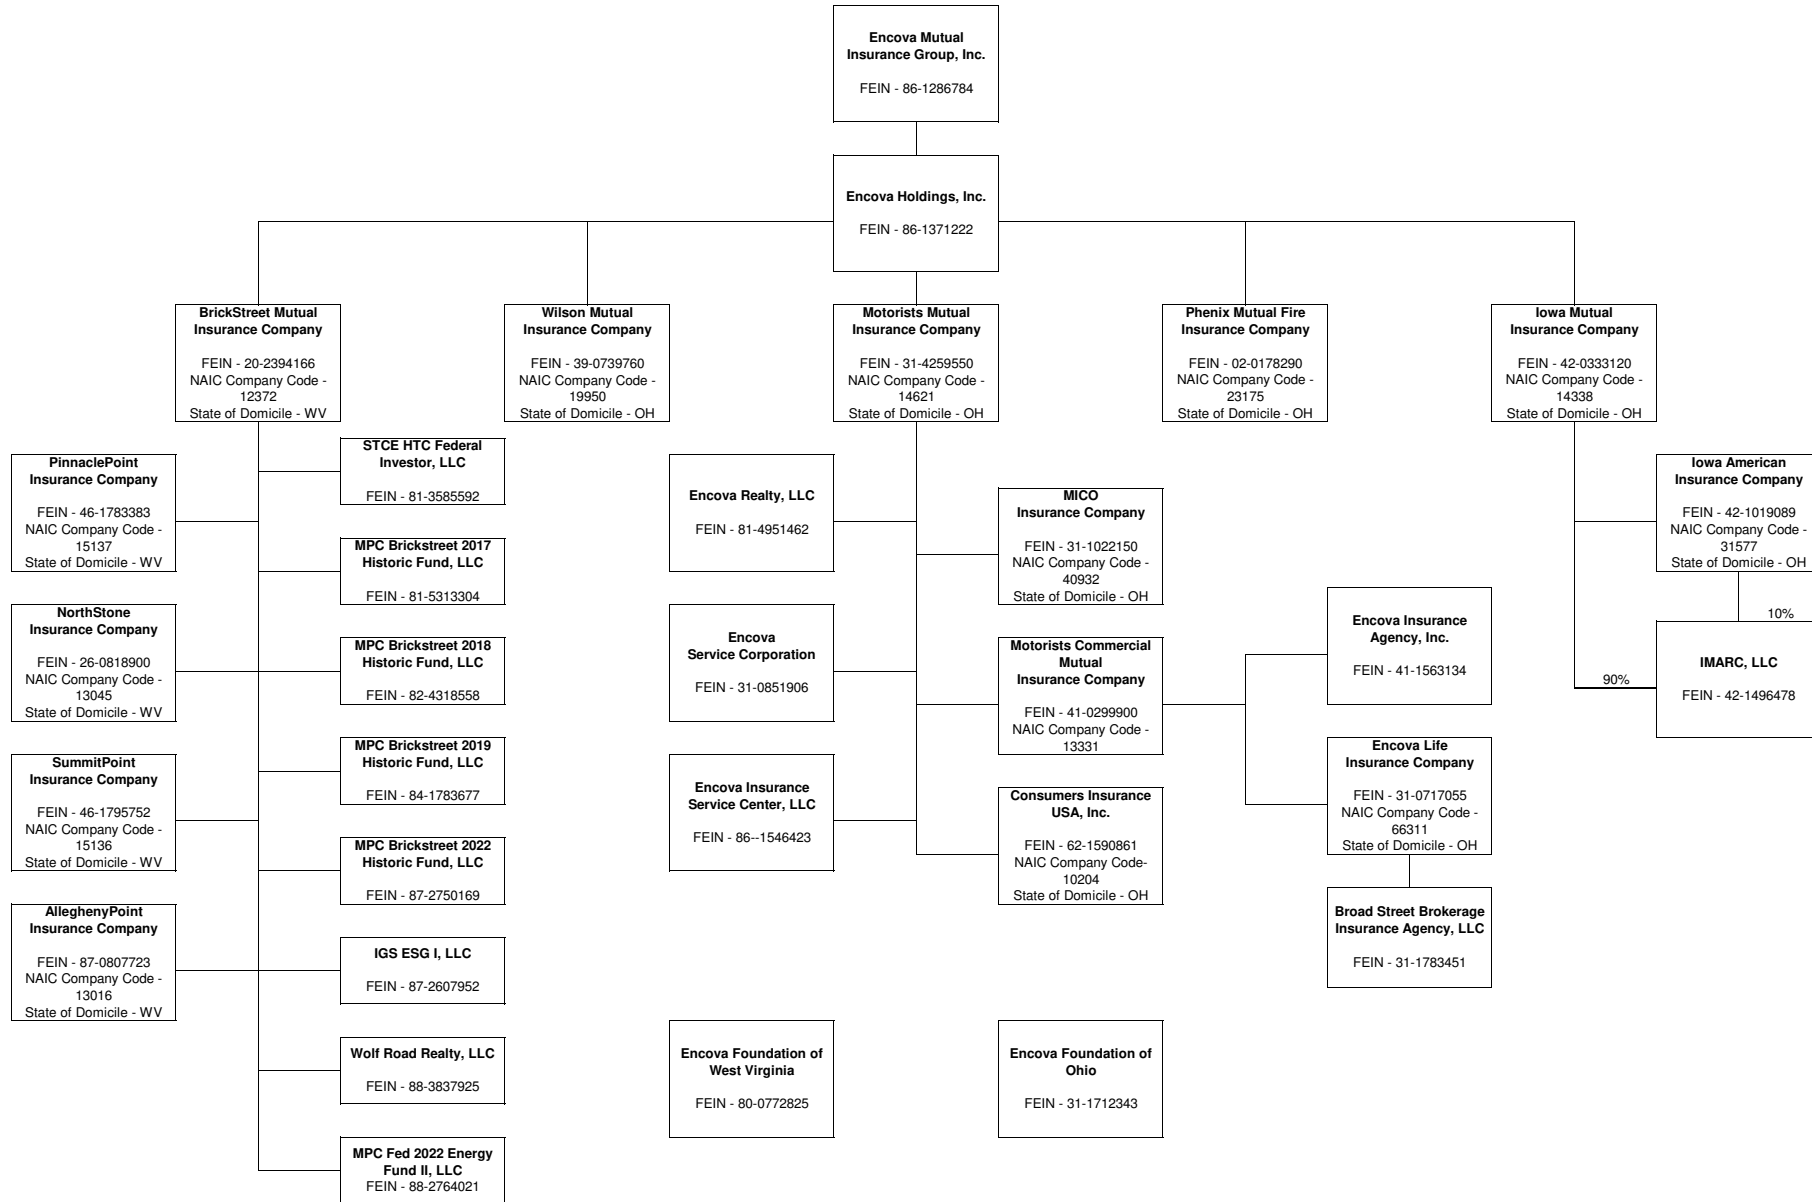 Encova Mutual
Insurance Group, Inc.
FEIN - 86-1286784
Encova Holdings, Inc.
FEIN - 86-1371222
BrickStreet Mutual
Insurance Company
FEIN - 20-2394166
NAIC Company Code -
12372
State of Domicile - WV
Wilson Mutual
Insurance Company
FEIN - 39-0739760
NAIC Company Code -
19950
State of Domicile - OH
Motorists Mutual
Insurance Company
FEIN - 31-4259550
NAIC Company Code -
14621
State of Domicile - OH
Phenix Mutual Fire
Insurance Company
FEIN - 02-0178290
NAIC Company Code -
23175
State of Domicile - OH
Iowa Mutual
Insurance Company
FEIN - 42-0333120
NAIC Company Code -
14338
State of Domicile - OH
PinnaclePoint
Insurance Company
FEIN - 46-1783383
NAIC Company Code -
15137
State of Domicile - WV
NorthStone
Insurance Company
FEIN - 26-0818900
NAIC Company Code -
13045
State of Domicile - WV
SummitPoint
Insurance Company
FEIN - 46-1795752
NAIC Company Code -
15136
State of Domicile - WV
AlleghenyPoint
Insurance Company
FEIN - 87-0807723
NAIC Company Code -
13016
State of Domicile - WV
STCE HTC Federal
Investor, LLC
FEIN - 81-3585592
MPC Brickstreet 2017
Historic Fund, LLC
FEIN - 81-5313304
MPC Brickstreet 2018
Historic Fund, LLC
FEIN - 82-4318558
MPC Brickstreet 2019
Historic Fund, LLC
FEIN - 84-1783677
MPC Brickstreet 2022
Historic Fund, LLC
FEIN - 87-2750169
IGS ESG I, LLC
FEIN - 87-2607952
Wolf Road Realty, LLC
FEIN - 88-3837925
MPC Fed 2022 Energy
Fund II, LLC
FEIN - 88-2764021
Encova Realty, LLC
FEIN - 81-4951462
Encova
Service Corporation
FEIN - 31-0851906
Encova Insurance
Service Center, LLC
FEIN - 86--1546423
MICO
Insurance Company
FEIN - 31-1022150
NAIC Company Code -
40932
State of Domicile - OH
Motorists Commercial
Mutual
Insurance Company
FEIN - 41-0299900
NAIC Company Code -
13331
Consumers Insurance
USA, Inc.
FEIN - 62-1590861
NAIC Company Code-
10204
State of Domicile - OH
Encova Insurance
Agency, Inc.
FEIN - 41-1563134
Encova Life
Insurance Company
FEIN - 31-0717055
NAIC Company Code -
66311
State of Domicile - OH
Broad Street Brokerage
Insurance Agency, LLC
FEIN - 31-1783451
Iowa American
Insurance Company
FEIN - 42-1019089
NAIC Company Code -
31577
State of Domicile - OH
10%
90%
IMARC, LLC
FEIN - 42-1496478
Encova Foundation of
West Virginia
FEIN - 80-0772825
Encova Foundation of
Ohio
FEIN - 31-1712343